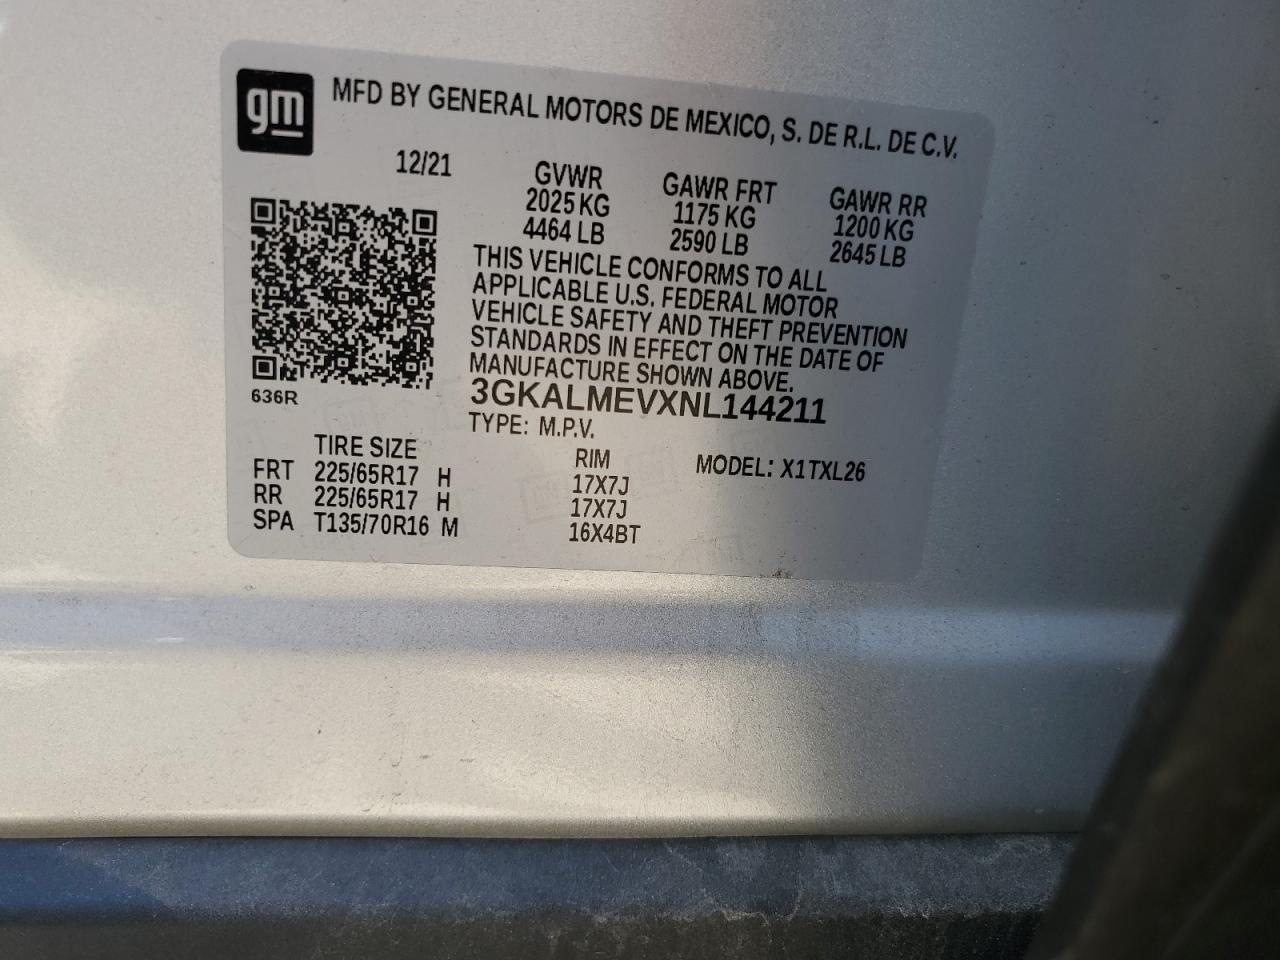 gm
MFD BY GENERAL MOTORS DE MEXICO, S. DE R.L. DE C.V.
12/21
GVWR GAWR FRT GAWR RR
2025 KG 1175 KG 1200 KG
4464 LB 2590 LB 2645 LB
THIS VEHICLE CONFORMS TO ALL
APPLICABLE U.S. FEDERAL MOTOR
VEHICLE SAFETY AND THEFT PREVENTION
STANDARDS IN EFFECT ON THE DATE OF
MANUFACTURE SHOWN ABOVE.
636R
3GKALMEVXNL144211
TYPE: M.P.V.
TIRE SIZE RIM MODEL: X1TXL26
FRT 225/65R17 H 17X7J
RR 225/65R17 H 17X7J
SPA T135/70R16 M 16X4BT